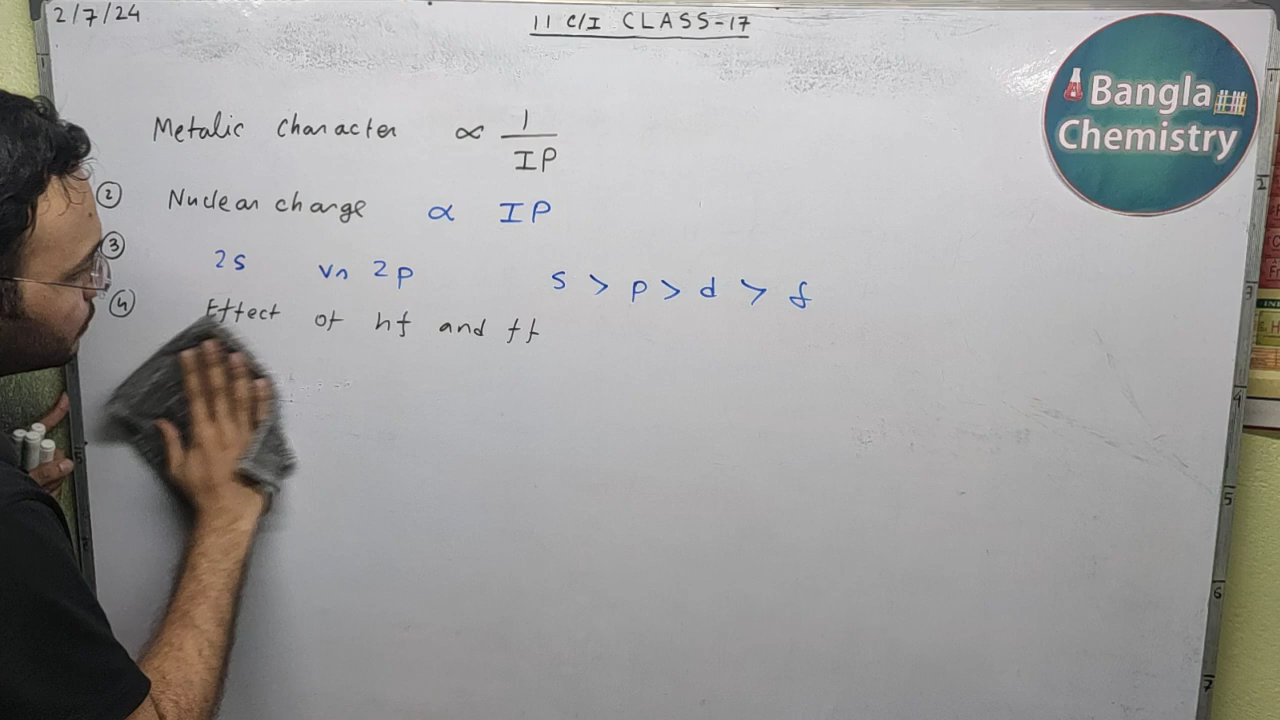 2/7/24
11 C/I CLASS-17
Bangla
Chemistry
Metalic character ∝ 1/IP
② Nuclear charge ∝ IP
③ 2s vs 2p s > p > d > f
④ Effect of hf and ff